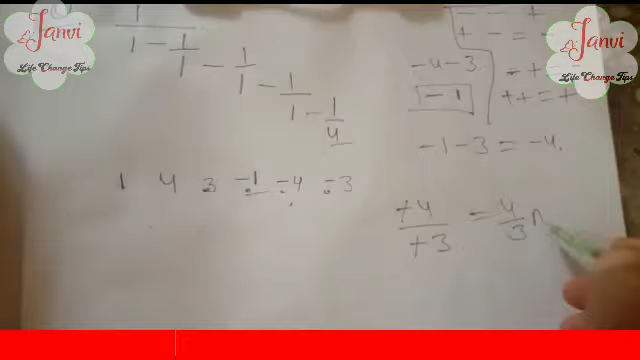 Janvi
Life Change Tips
Janvi
Life Change Tips
1
1 - 1
1 - 1
1 - 1
1 - 1
4
1 4 3 -1 -4 -3
+ - = -
-4-3
-1
++ = +
-1-3 = -4.
+4 = 4
+3 3